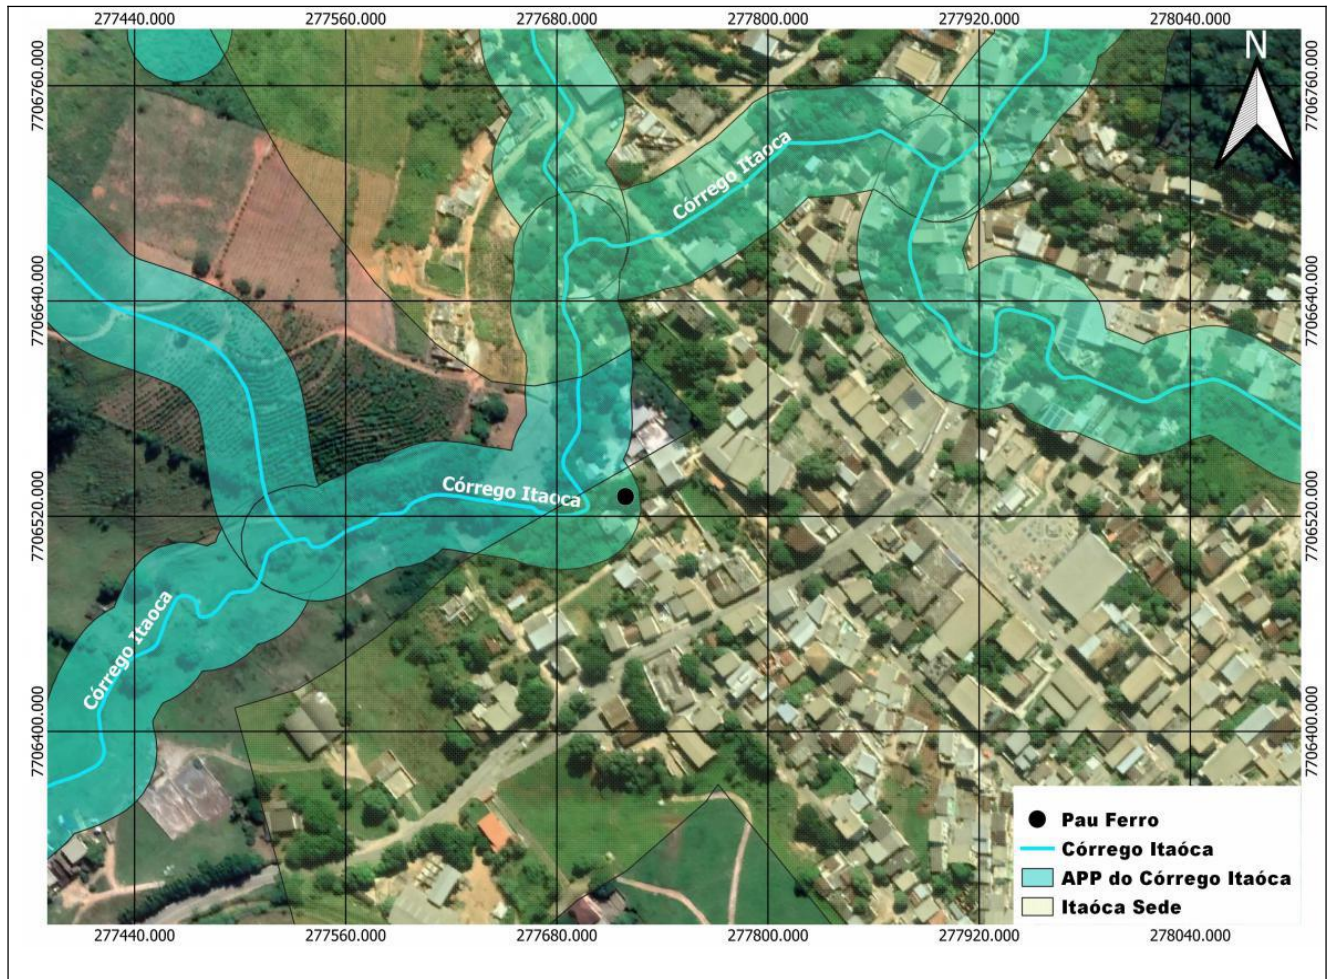 277440.000 277560.000 277680.000 277800.000 277920.000 278040.000
N
7706760.000 7706760.000
Córrego Itaoca
7706640.000 7706640.000
Córrego Itaoca
7706520.000 7706520.000
Córrego Itaoca
7706400.000 7706400.000
Pau Ferro
Córrego Itaóca
APP do Córrego Itaóca
Itaóca Sede
277440.000 277560.000 277680.000 277800.000 277920.000 278040.000